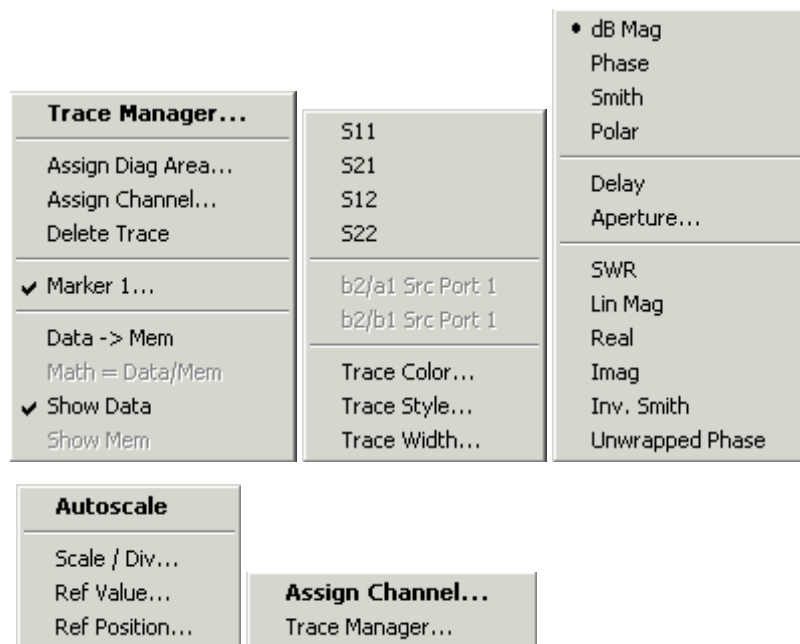 Trace Manager...
Assign Diag Area...
Assign Channel...
Delete Trace
Marker 1...
Data -> Mem
Math = Data/Mem
Show Data
Show Mem
S11
S21
S12
S22
b2/a1 Src Port 1
b2/b1 Src Port 1
Trace Color...
Trace Style...
Trace Width...
dB Mag
Phase
Smith
Polar
Delay
Aperture...
SWR
Lin Mag
Real
Imag
Inv. Smith
Unwrapped Phase
Autoscale
Scale / Div...
Ref Value...
Ref Position...
Assign Channel...
Trace Manager...